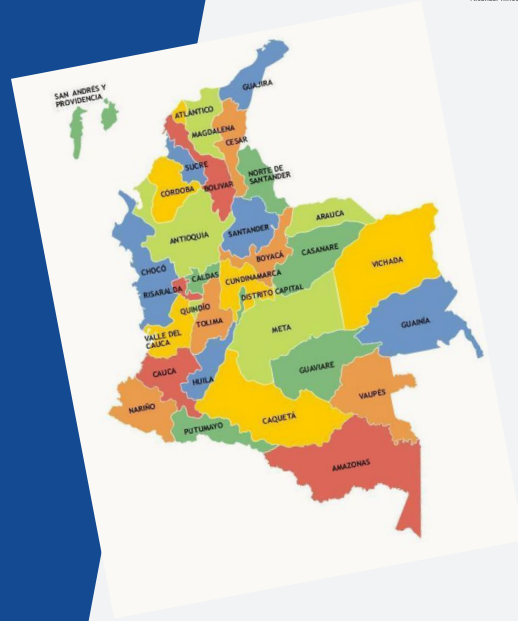 SAN ANDRÉS Y
PROVIDENCIA
GUAJIRA
ATLÁNTICO
MAGDALENA
CESAR
SUCRE
NORTE DE
SANTANDER
CÓRDOBA
BOLIVAR
ARAUCA
SANTANDER
ANTIOQUIA
CASANARE
BOYACÁ
VICHADA
CHOCÓ
CALDAS
CUNDINAMARCA
RISARALDA
DISTRITO CAPITAL
QUINDÍO
TOLIMA
GUAINÍA
META
VALLE DEL
CAUCA
GUAVIARE
CAUCA
HUILA
VAUPÉS
NARIÑO
CAQUETÁ
PUTUMAYO
AMAZONAS